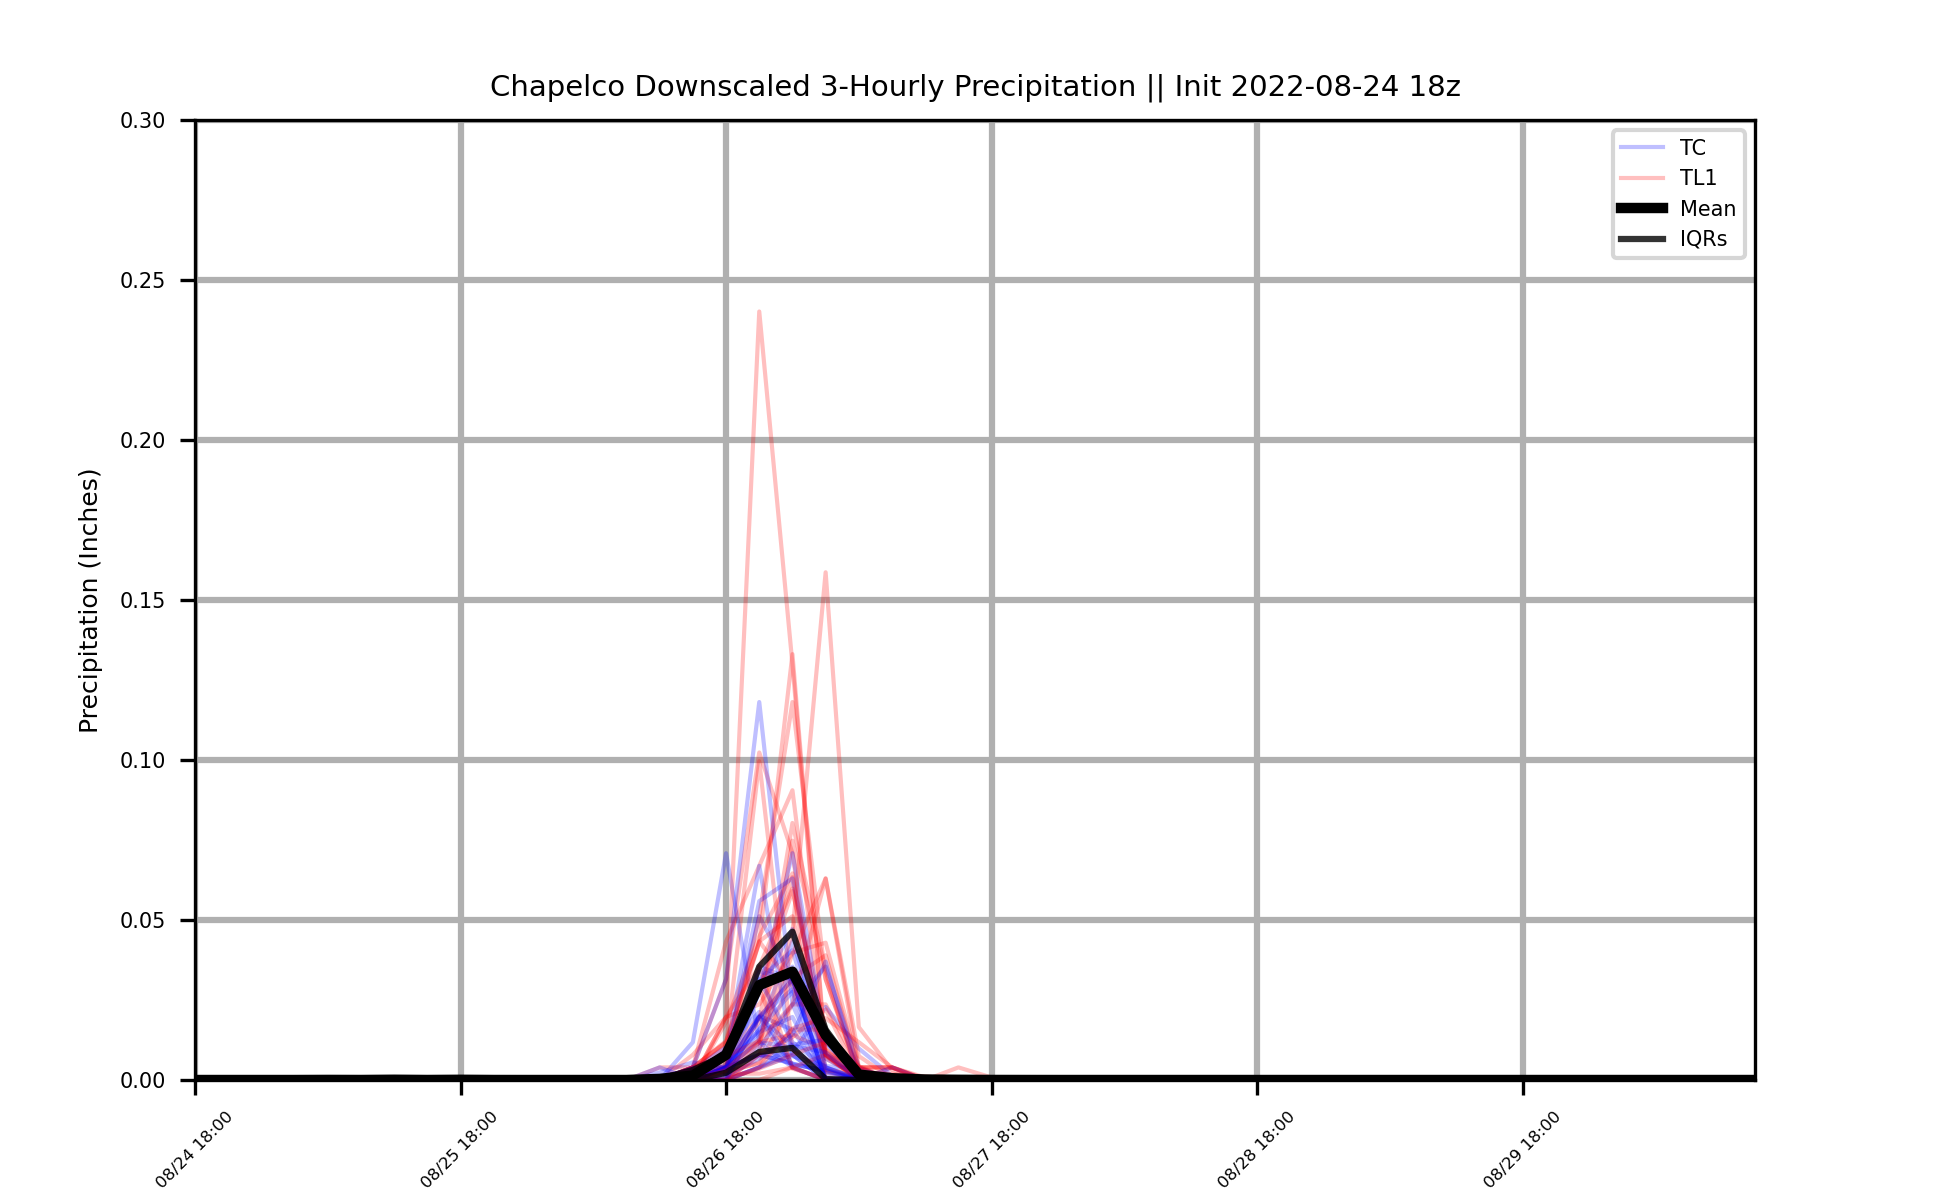 Chapelco Downscaled 3-Hourly Precipitation || Init 2022-08-24 18z
0.30
0.25
0.20
0.15
0.10
0.05
0.00
Precipitation (Inches)
TC
TL1
Mean
IQRs
08/24 18:00
08/25 18:00
08/26 18:00
08/27 18:00
08/28 18:00
08/29 18:00